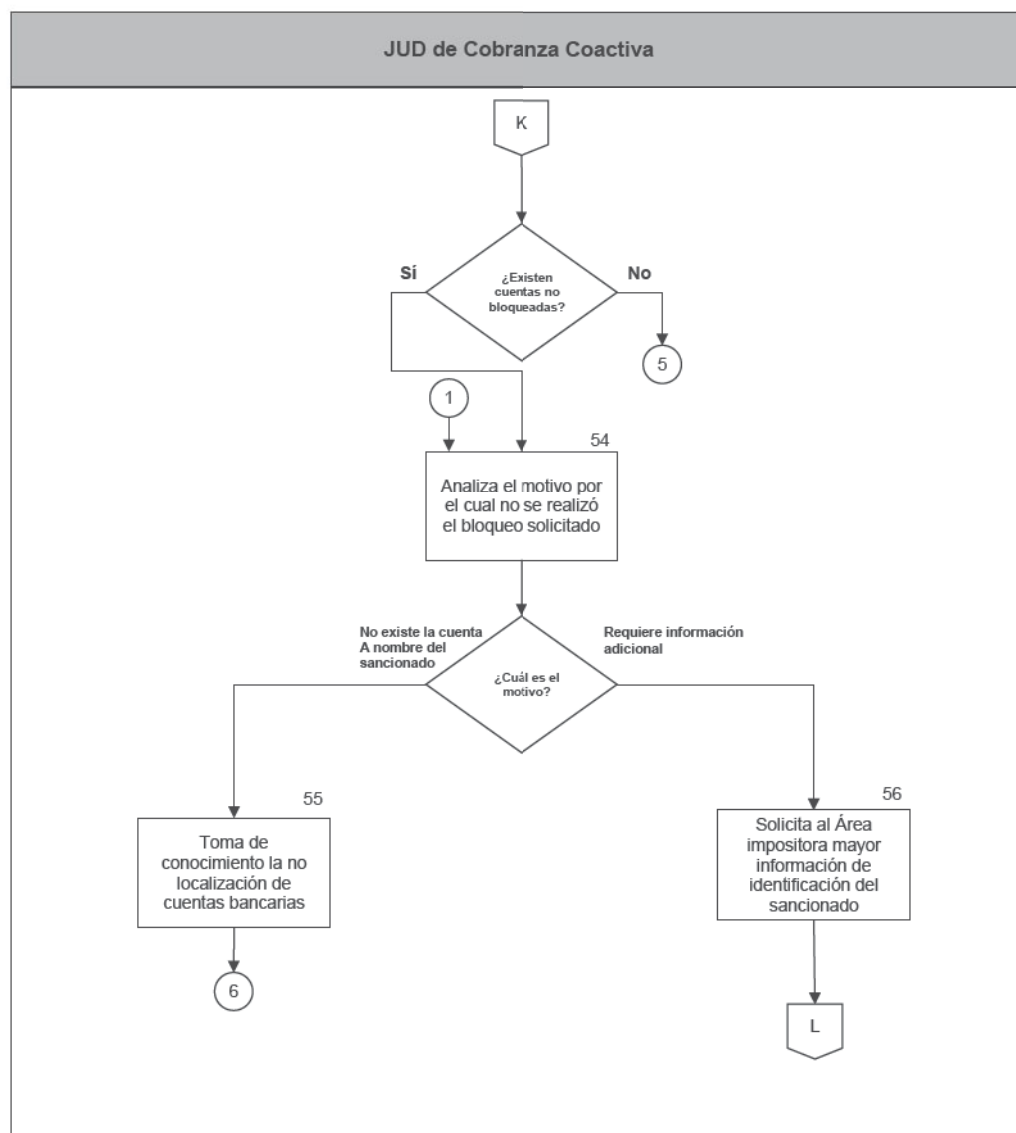 JUD de Cobranza Coactiva
K
Sí
No
¿Existen
cuentas no
bloqueadas?
5
1
54
Analiza el motivo por
el cual no se realizó
el bloqueo solicitado
No existe la cuenta
A nombre del
sancionado
Requiere información
adicional
¿Cuál es el
motivo?
55
Toma de
conocimiento la no
localización de
cuentas bancarias
56
Solicita al Área
impositora mayor
información de
identificación del
sancionado
6
L